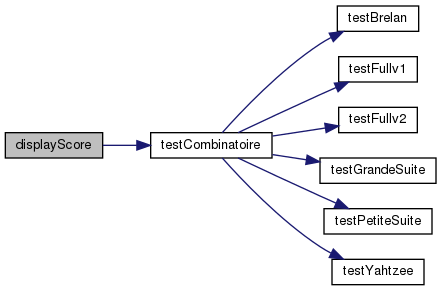 displayScore
testCombinatoire
testBrelan
testFullv1
testFullv2
testGrandeSuite
testPetiteSuite
testYahtzee